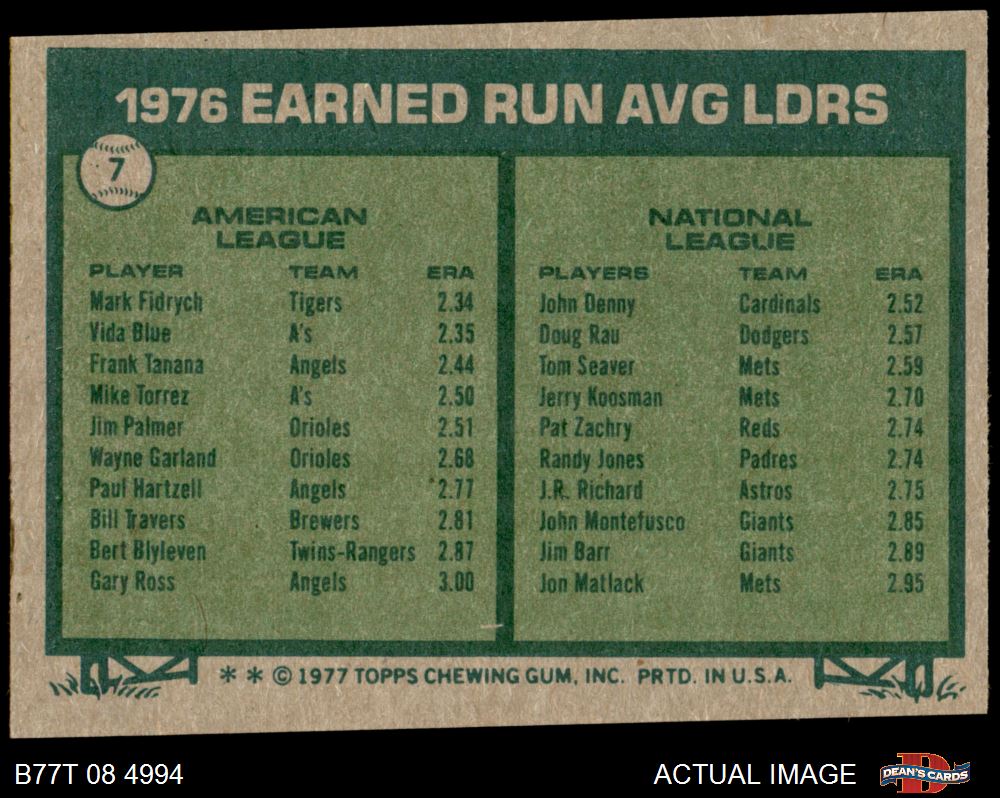 1976 EARNED RUN AVG LDRS
7
AMERICAN
LEAGUE
PLAYER TEAM ERA
Mark Fidrych Tigers 2.34
Vida Blue A's 2.35
Frank Tanana Angels 2.44
Mike Torrez A's 2.50
Jim Palmer Orioles 2.51
Wayne Garland Orioles 2.68
Paul Hartzell Angels 2.77
Bill Travers Brewers 2.81
Bert Blyleven Twins-Rangers 2.87
Gary Ross Angels 3.00
NATIONAL
LEAGUE
PLAYERS TEAM ERA
John Denny Cardinals 2.52
Doug Rau Dodgers 2.57
Tom Seaver Mets 2.59
Jerry Koosman Mets 2.70
Pat Zachry Reds 2.74
Randy Jones Padres 2.74
J.R. Richard Astros 2.75
John Montefusco Giants 2.85
Jim Barr Giants 2.89
Jon Matlack Mets 2.95
* * © 1977 TOPPS CHEWING GUM, INC. PRTD. IN U.S.A.
B77T 08 4994
ACTUAL IMAGE
D
DEAN'S CARDS